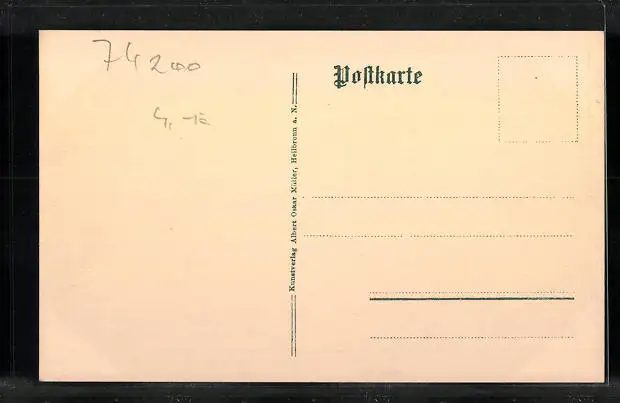 74200
4,-
Postkarte
Kunstverlag Albert Oskar Müller, Heilbronn a. N.